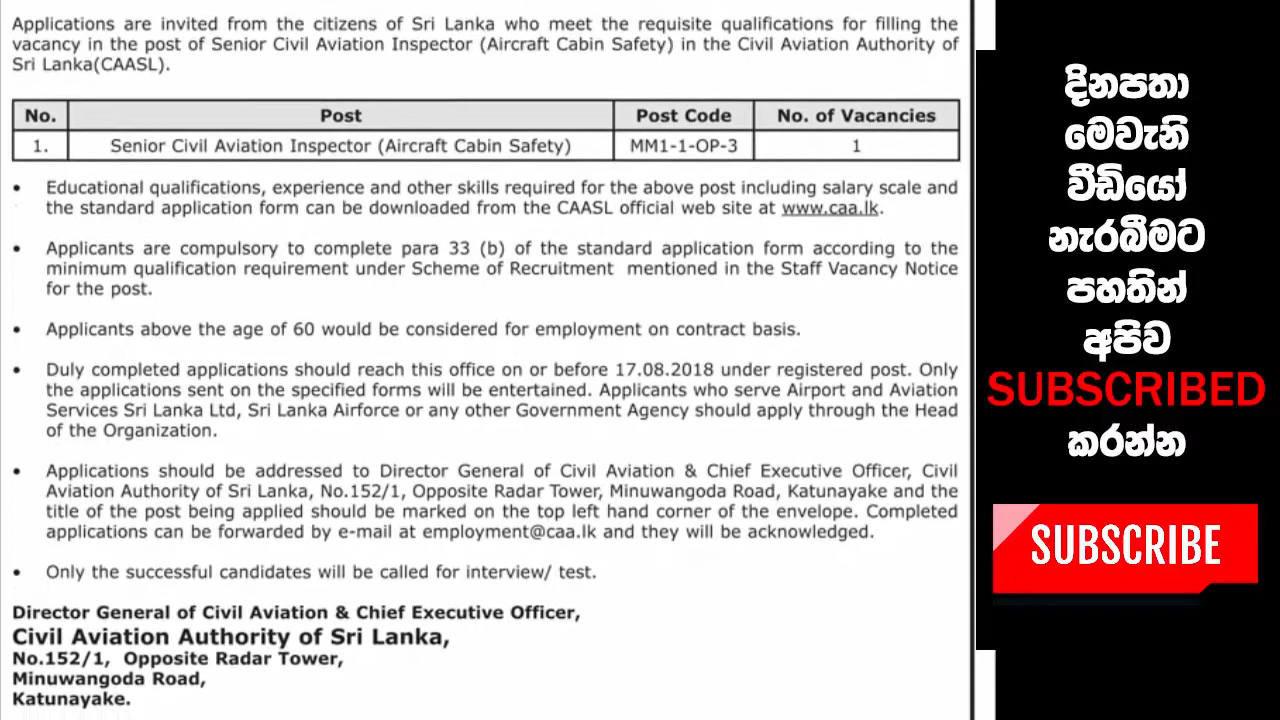 Applications are invited from the citizens of Sri Lanka who meet the requisite qualifications for filling the
vacancy in the post of Senior Civil Aviation Inspector (Aircraft Cabin Safety) in the Civil Aviation Authority of
Sri Lanka(CAASL).
No. Post Post Code No. of Vacancies
1. Senior Civil Aviation Inspector (Aircraft Cabin Safety) MM1-1-OP-3 1
• Educational qualifications, experience and other skills required for the above post including salary scale and
the standard application form can be downloaded from the CAASL official web site at www.caa.lk.
• Applicants are compulsory to complete para 33 (b) of the standard application form according to the
minimum qualification requirement under Scheme of Recruitment mentioned in the Staff Vacancy Notice
for the post.
• Applicants above the age of 60 would be considered for employment on contract basis.
• Duly completed applications should reach this office on or before 17.08.2018 under registered post. Only
the applications sent on the specified forms will be entertained. Applicants who serve Airport and Aviation
Services Sri Lanka Ltd, Sri Lanka Airforce or any other Government Agency should apply through the Head
of the Organization.
• Applications should be addressed to Director General of Civil Aviation & Chief Executive Officer, Civil
Aviation Authority of Sri Lanka, No.152/1, Opposite Radar Tower, Minuwangoda Road, Katunayake and the
title of the post being applied should be marked on the top left hand corner of the envelope. Completed
applications can be forwarded by e-mail at employment@caa.lk and they will be acknowledged.
• Only the successful candidates will be called for interview/ test.
Director General of Civil Aviation & Chief Executive Officer,
Civil Aviation Authority of Sri Lanka,
No.152/1, Opposite Radar Tower,
Minuwangoda Road,
Katunayake.
දිනපතා
මෙවැනි
වීඩියෝ
නැරබීමට
පහතින්
අපිව
SUBSCRIBED
කරන්න
SUBSCRIBE